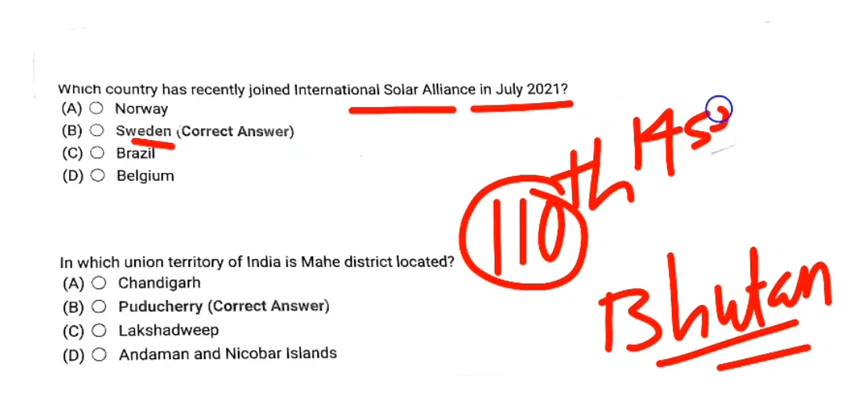 Which country has recently joined International Solar Alliance in July 2021?
(A) Norway
(B) Sweden (Correct Answer)
(C) Brazil
(D) Belgium
110th
Bhutan
In which union territory of India is Mahe district located?
(A) Chandigarh
(B) Puducherry (Correct Answer)
(C) Lakshadweep
(D) Andaman and Nicobar Islands